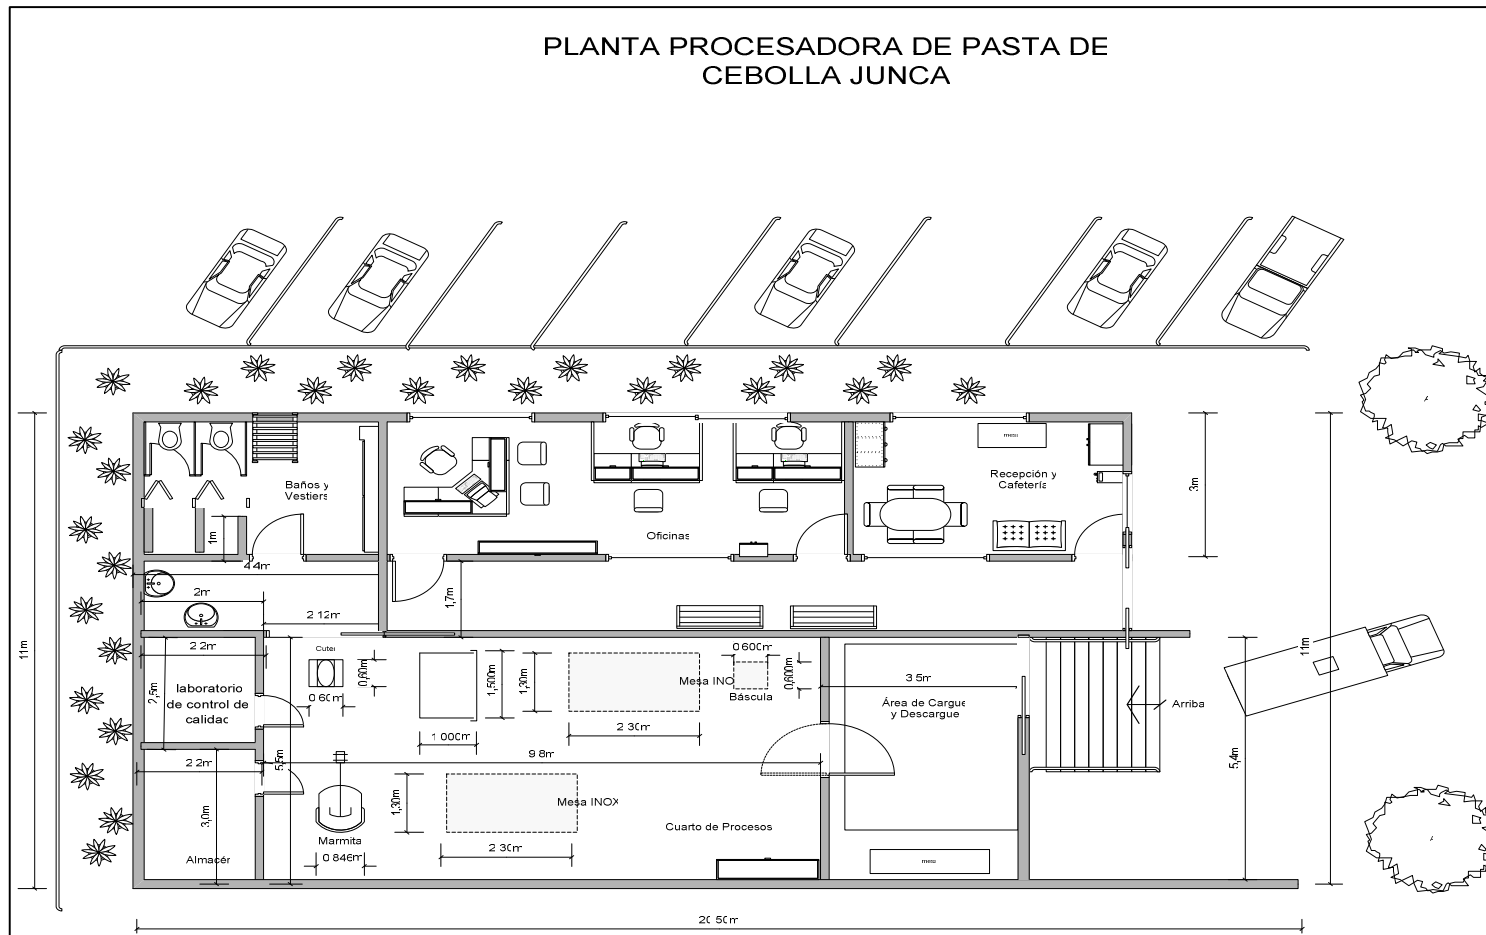 PLANTA PROCESADORA DE PASTA DE
CEBOLLA JUNCA
mesa
Recepción y
Cafetería
Baños y
Vestiers
3m
Oficinas
1m
4.4m
2m
1,7m
2.12m
11m
11m
2.2m
Cuter
0.600m
laboratorio
de control de
calidad
2,5m
0,60m
0.60m
1,500m
1,30m
Mesa INOX
0,600m
Báscula
3.5m
Área de Cargue
y Descargue
Arriba
1.000m
2.30m
9.8m
2.2m
5,5m
5,4m
3,0m
1,30m
Mesa INOX
Cuarto de Procesos
Marmita
2.30m
Almacén
0.846m
mesa
20.50m